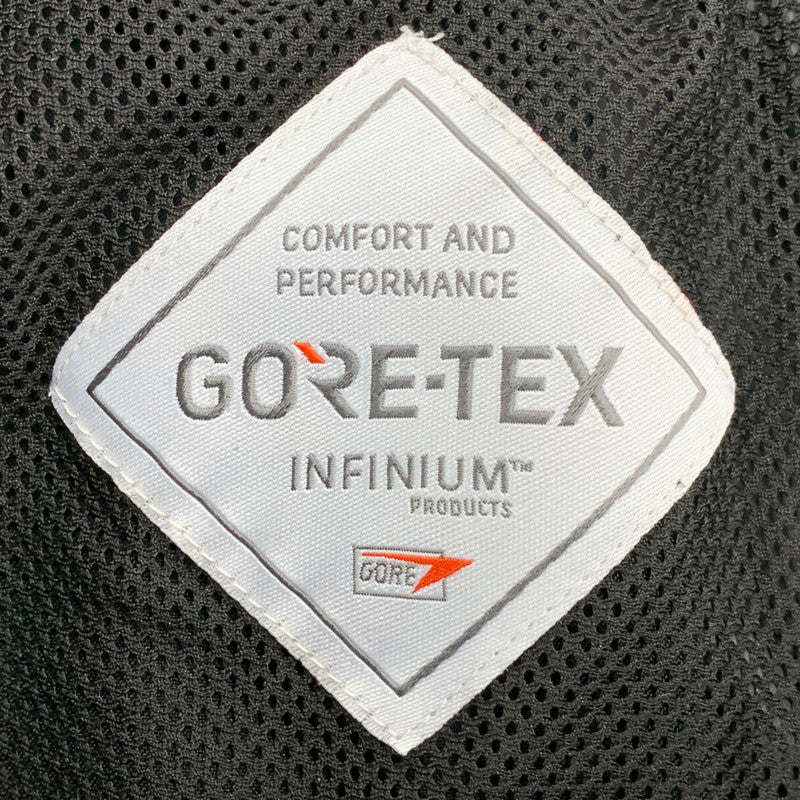 COMFORT AND
PERFORMANCE
GORE-TEX
INFINIUM™
PRODUCTS
GORE